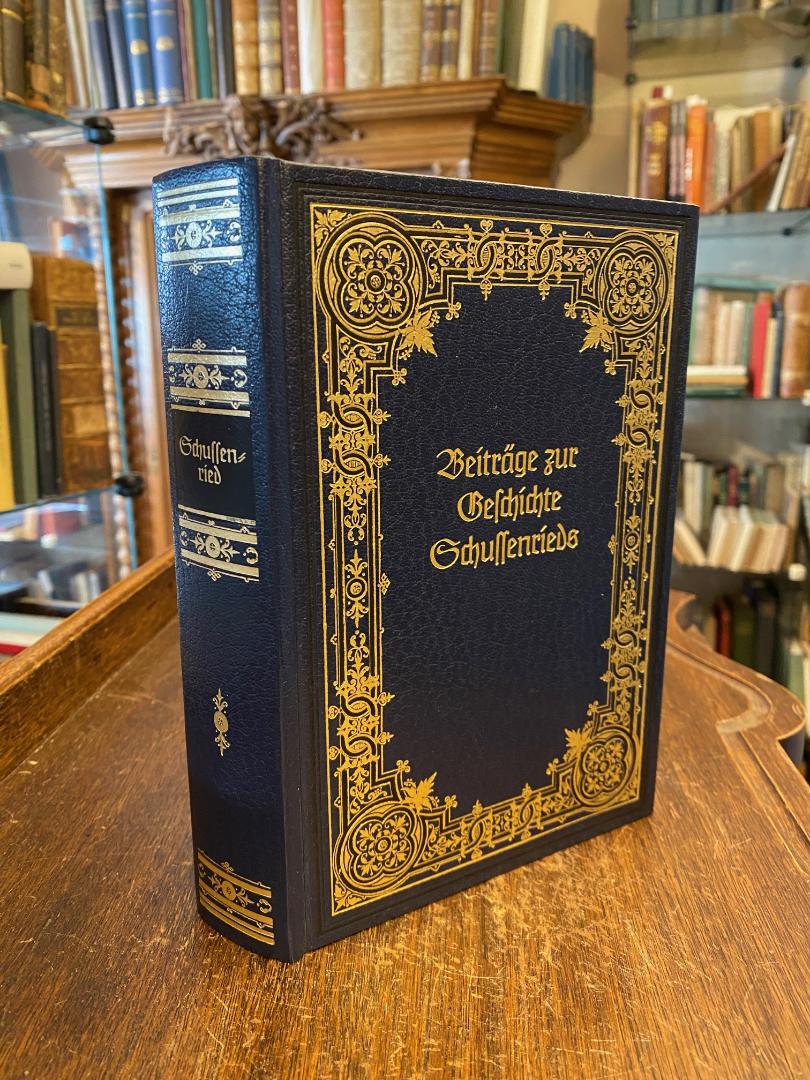 Schussen-
ried
Beiträge zur
Geschichte
Schussenrieds